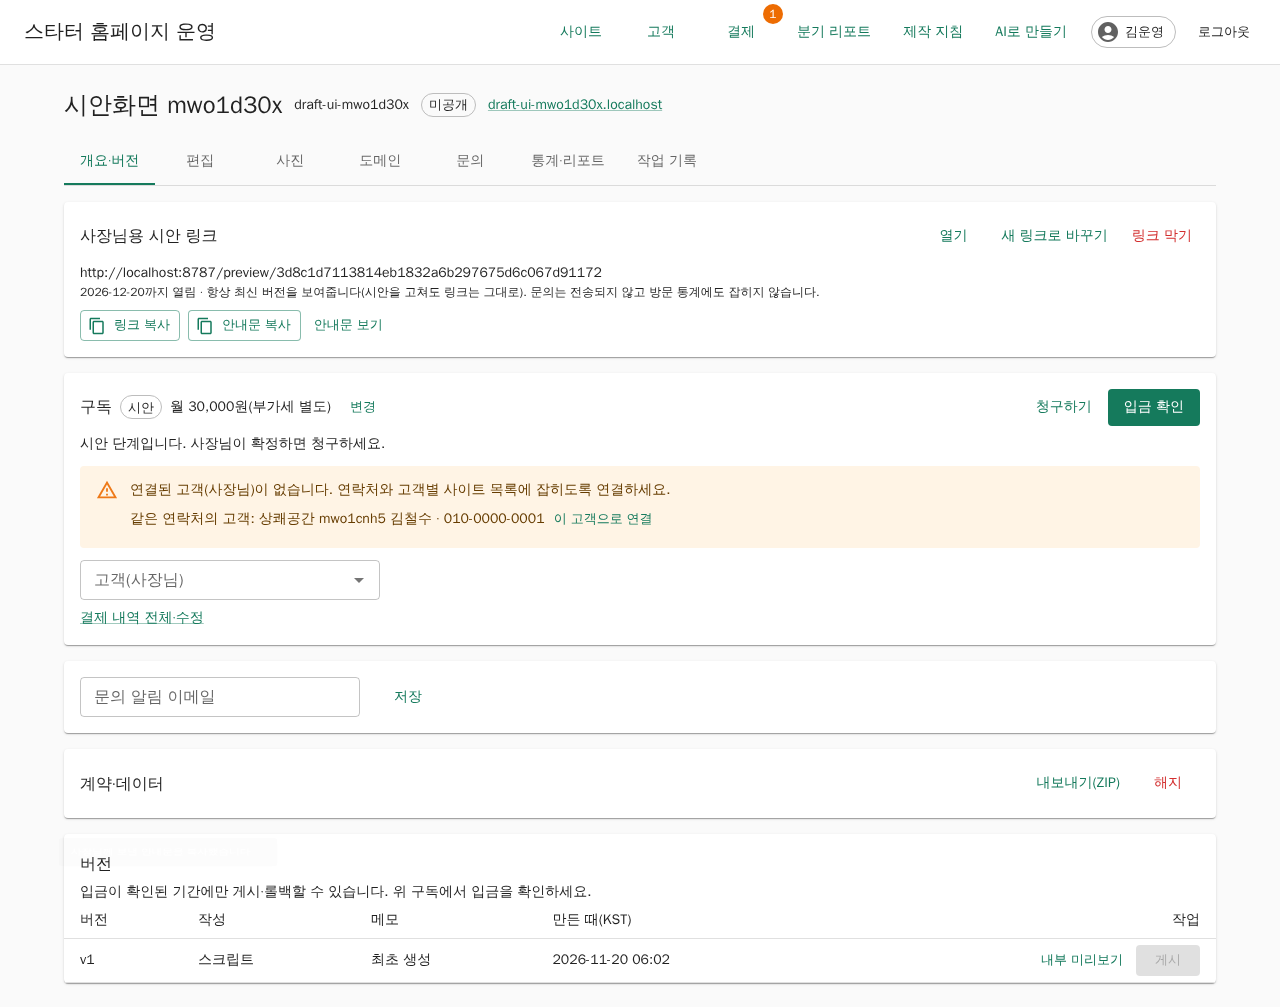 스타터 홈페이지 운영
사이트
고객
결제
1
분기 리포트
제작 지침
AI로 만들기
김운영
로그아웃
시안화면 mwo1d30x
draft-ui-mwo1d30x
미공개
draft-ui-mwo1d30x.localhost
개요·버전
편집
사진
도메인
문의
통계·리포트
작업 기록
사장님용 시안 링크
열기
새 링크로 바꾸기
링크 막기
http://localhost:8787/preview/3d8c1d7113814eb1832a6b297675d6c067d91172
2026-12-20까지 열림 · 항상 최신 버전을 보여줍니다(시안을 고쳐도 링크는 그대로). 문의는 전송되지 않고 방문 통계에도 잡히지 않습니다.
링크 복사
안내문 복사
안내문 보기
구독
시안
월 30,000원(부가세 별도)
변경
청구하기
입금 확인
시안 단계입니다. 사장님이 확정하면 청구하세요.
연결된 고객(사장님)이 없습니다. 연락처와 고객별 사이트 목록에 잡히도록 연결하세요.
같은 연락처의 고객: 상쾌공간 mwo1cnh5 김철수 · 010-0000-0001 이 고객으로 연결
고객(사장님)
결제 내역 전체·수정
문의 알림 이메일
저장
계약·데이터
내보내기(ZIP)
해지
버전
입금이 확인된 기간에만 게시·롤백할 수 있습니다. 위 구독에서 입금을 확인하세요.
버전 작성 메모 만든 때(KST) 작업
v1 스크립트 최초 생성 2026-11-20 06:02 내부 미리보기 게시